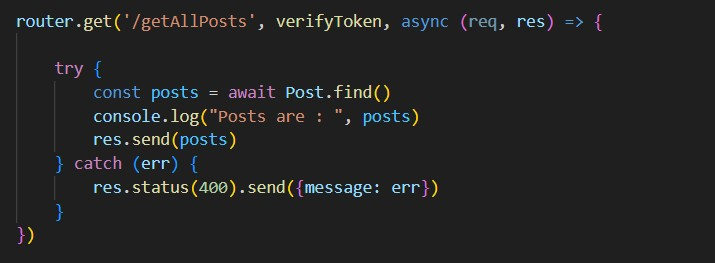 router.get('/getAllPosts', verifyToken, async (req, res) => {
try {
const posts = await Post.find()
console.log("Posts are : ", posts)
res.send(posts)
} catch (err) {
res.status(400).send({message: err})
}
})